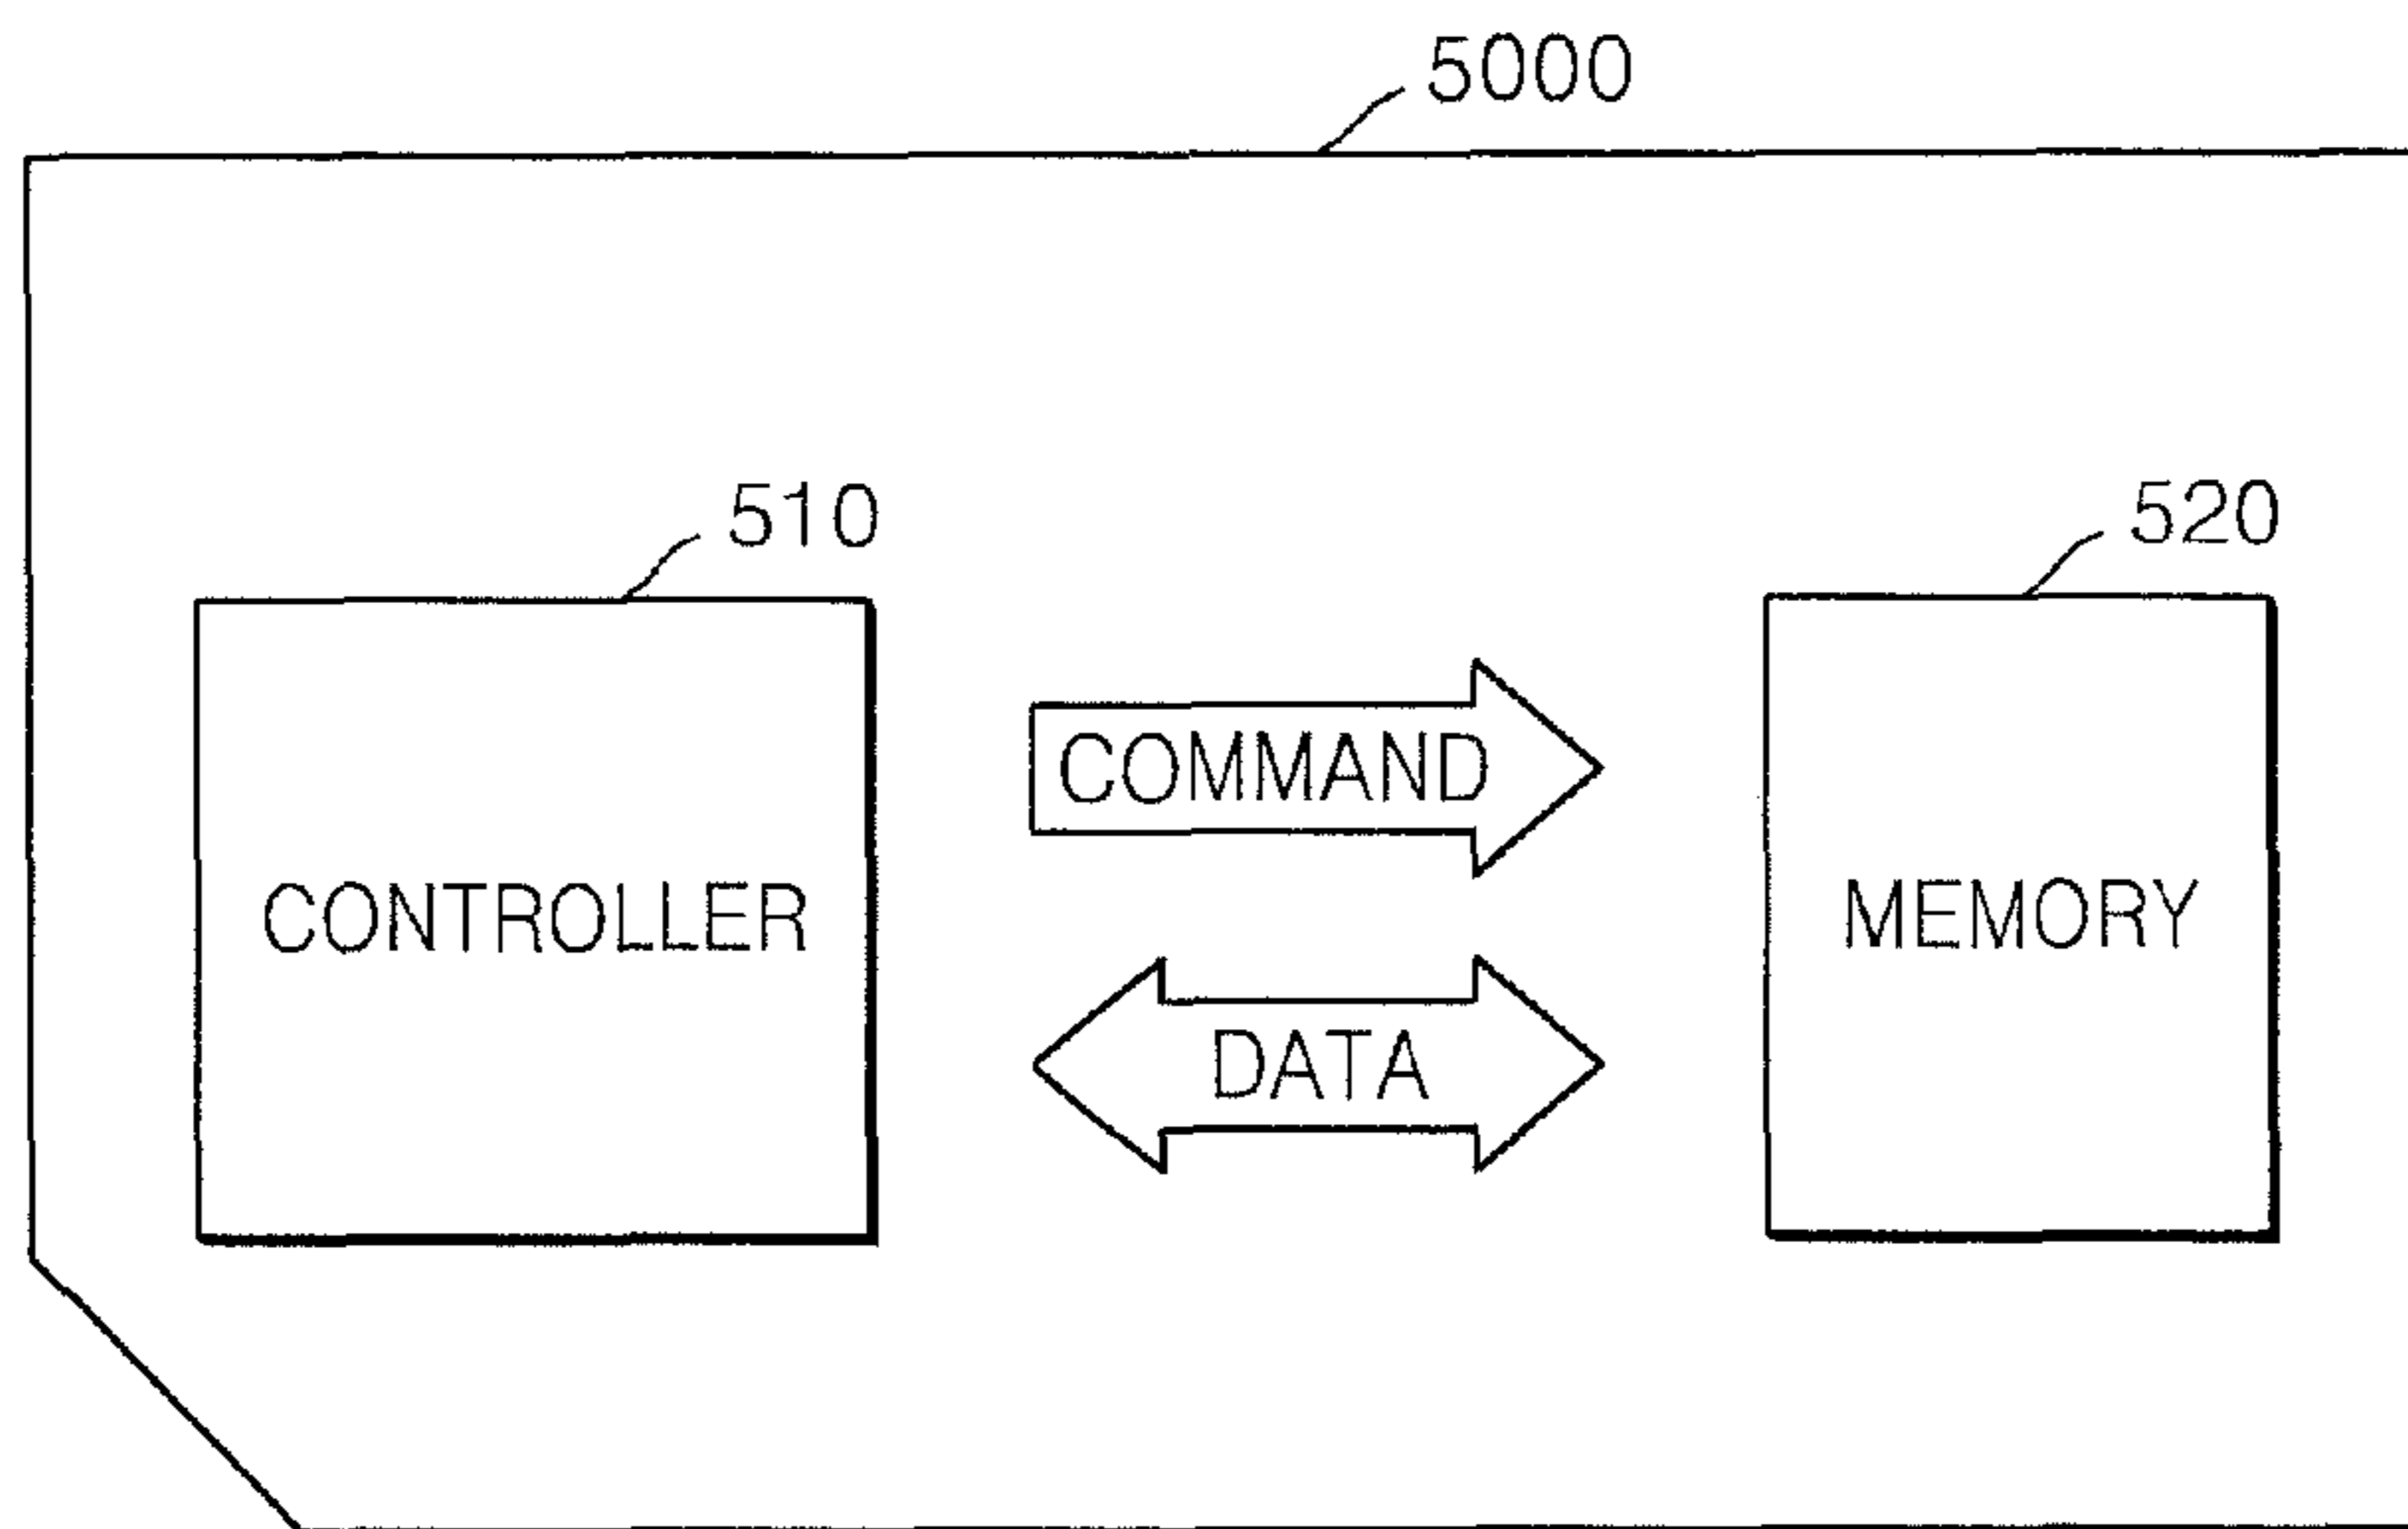 5000
510
520
COMMAND
CONTROLLER
MEMORY
DATA